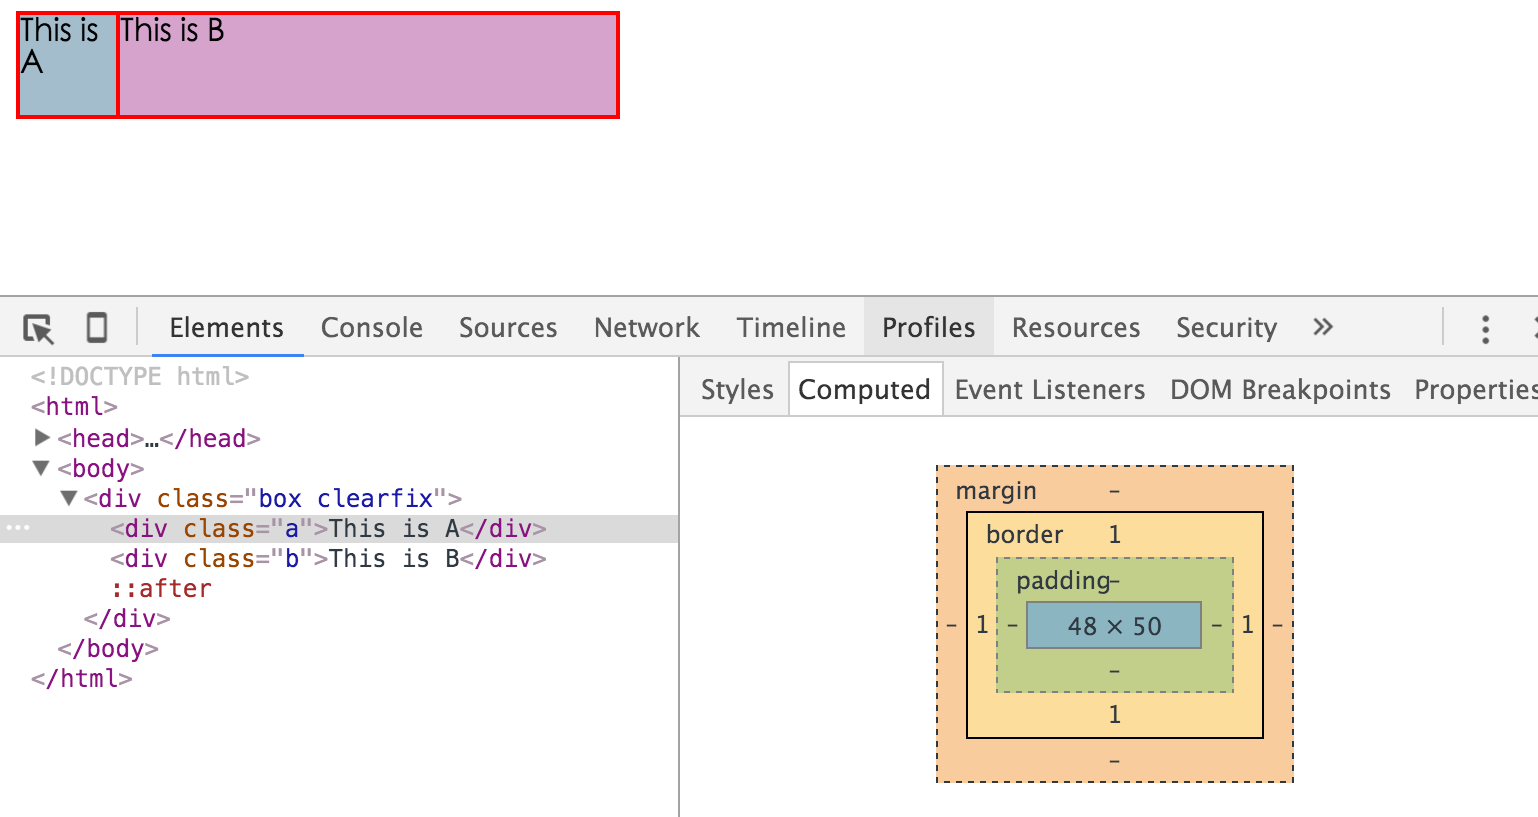 This is This is B
A
Elements Console Sources Network Timeline Profiles Resources Security »
<!DOCTYPE html>
<html>
▶<head>…</head>
▼<body>
▼<div class="box clearfix">
<div class="a">This is A</div>
<div class="b">This is B</div>
::after
</div>
</body>
</html>
Styles Computed Event Listeners DOM Breakpoints Properties
margin -
border 1
padding-
- 1 - 48 × 50 - 1 -
-
1
-